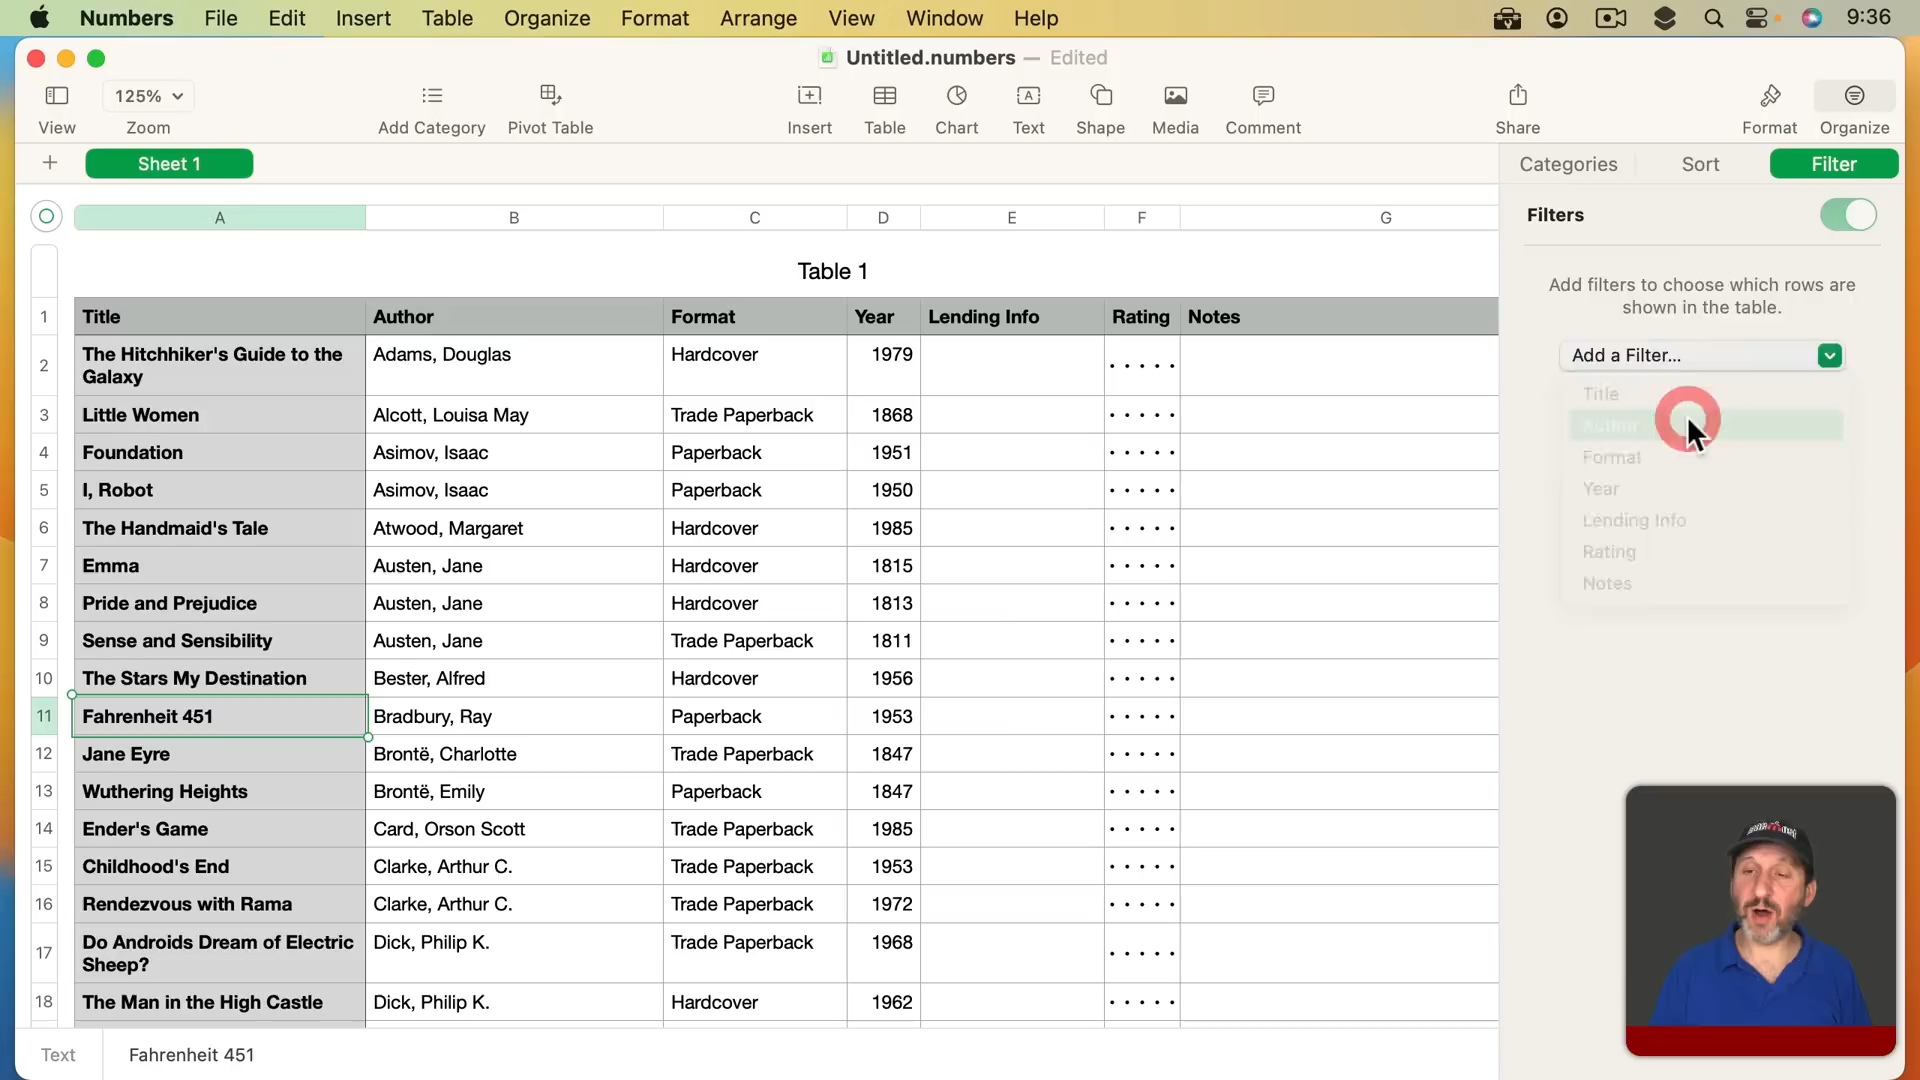 Numbers File Edit Insert Table Organize Format Arrange View Window Help 9:36
Untitled.numbers — Edited
125%
View Zoom Add Category Pivot Table Insert Table Chart Text Shape Media Comment Share Format Organize
Sheet 1
Categories Sort Filter
Filters
Add filters to choose which rows are
shown in the table.
Add a Filter...
Title
Author
Format
Year
Lending Info
Rating
Notes
A B C D E F G
Table 1
1 Title Author Format Year Lending Info Rating Notes
2 The Hitchhiker's Guide to the Adams, Douglas Hardcover 1979
Galaxy
3 Little Women Alcott, Louisa May Trade Paperback 1868
4 Foundation Asimov, Isaac Paperback 1951
5 I, Robot Asimov, Isaac Paperback 1950
6 The Handmaid's Tale Atwood, Margaret Hardcover 1985
7 Emma Austen, Jane Hardcover 1815
8 Pride and Prejudice Austen, Jane Hardcover 1813
9 Sense and Sensibility Austen, Jane Trade Paperback 1811
10 The Stars My Destination Bester, Alfred Hardcover 1956
11 Fahrenheit 451 Bradbury, Ray Paperback 1953
12 Jane Eyre Brontë, Charlotte Trade Paperback 1847
13 Wuthering Heights Brontë, Emily Paperback 1847
14 Ender's Game Card, Orson Scott Trade Paperback 1985
15 Childhood's End Clarke, Arthur C. Trade Paperback 1953
16 Rendezvous with Rama Clarke, Arthur C. Trade Paperback 1972
17 Do Androids Dream of Electric Dick, Philip K. Trade Paperback 1968
Sheep?
18 The Man in the High Castle Dick, Philip K. Hardcover 1962
Text Fahrenheit 451